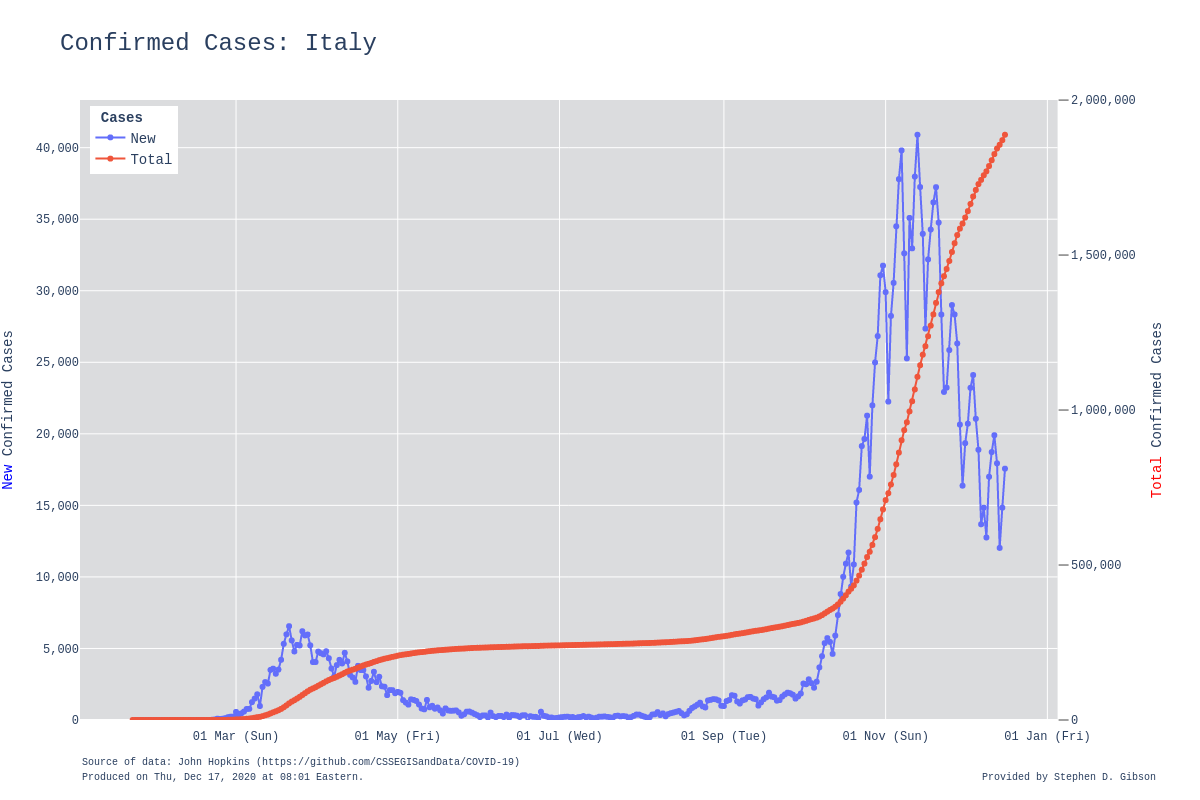 Confirmed Cases: Italy
Cases
New
Total
40,000
35,000
30,000
25,000
20,000
15,000
10,000
5,000
0
New Confirmed Cases
2,000,000
1,500,000
1,000,000
500,000
0
Total Confirmed Cases
01 Mar (Sun)
01 May (Fri)
01 Jul (Wed)
01 Sep (Tue)
01 Nov (Sun)
01 Jan (Fri)
Source of data: John Hopkins (https://github.com/CSSEGISandData/COVID-19)
Produced on Thu, Dec 17, 2020 at 08:01 Eastern.
Provided by Stephen D. Gibson